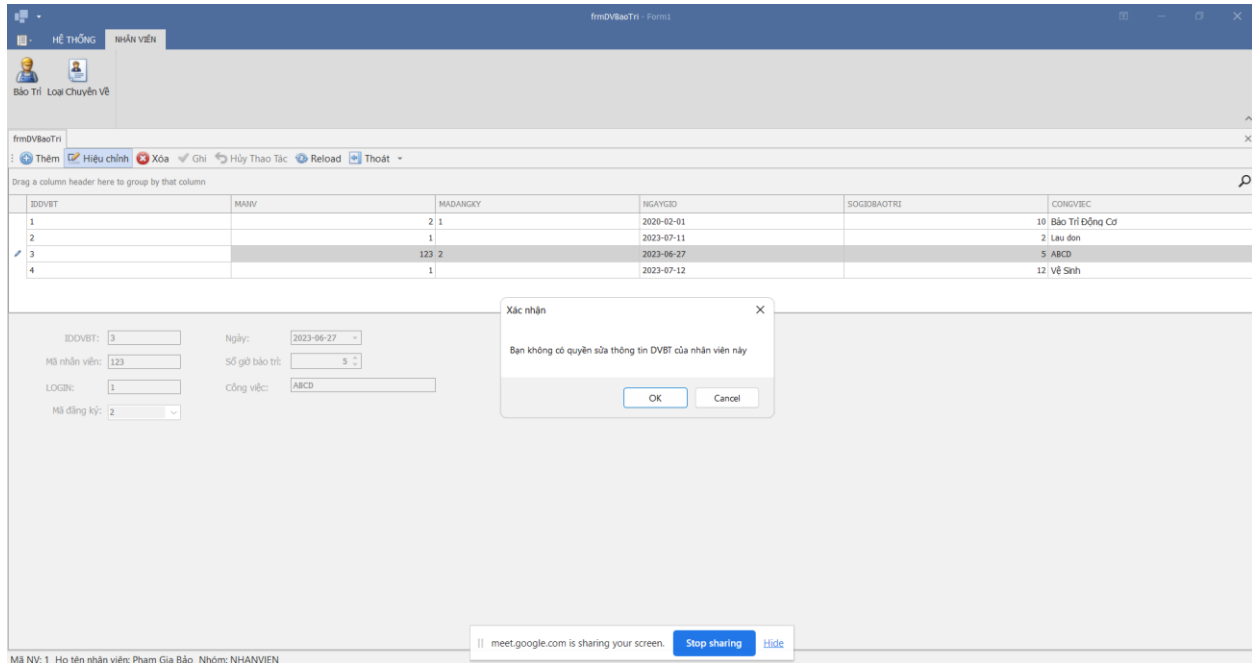 frmDVBaoTri - Form1
HỆ THỐNG NHÂN VIÊN
Bảo Trì Loại Chuyên Về
frmDVBaoTri
Thêm Hiệu chỉnh Xóa Ghi Hủy Thao Tác Reload Thoát
Drag a column header here to group by that column
IDDVBT MANV MADANGKY NGAYGIO SOGIOBAOTRI CONGVIEC
1 2 1 2020-02-01 10 Bảo Trì Động Cơ
2 1 2023-07-11 2 Lau don
3 123 2 2023-06-27 5 ABCD
4 1 2023-07-12 12 Vệ Sinh
Xác nhận
Bạn không có quyền sửa thông tin DVBT của nhân viên này
OK Cancel
IDDVBT: 3 Ngày: 2023-06-27
Mã nhân viên: 123 Số giờ bảo trì: 5
LOGIN: 1 Công việc: ABCD
Mã đăng ký: 2
meet.google.com is sharing your screen. Stop sharing Hide
Mã NV: 1 Họ tên nhân viên: Phạm Gia Bảo Nhóm: NHANVIEN